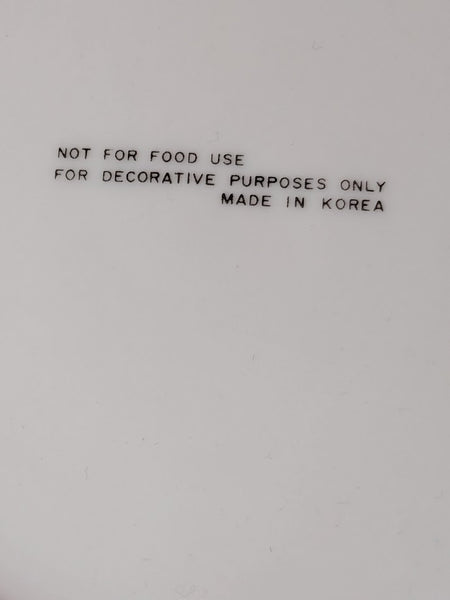 NOT FOR FOOD USE
FOR DECORATIVE PURPOSES ONLY
MADE IN KOREA